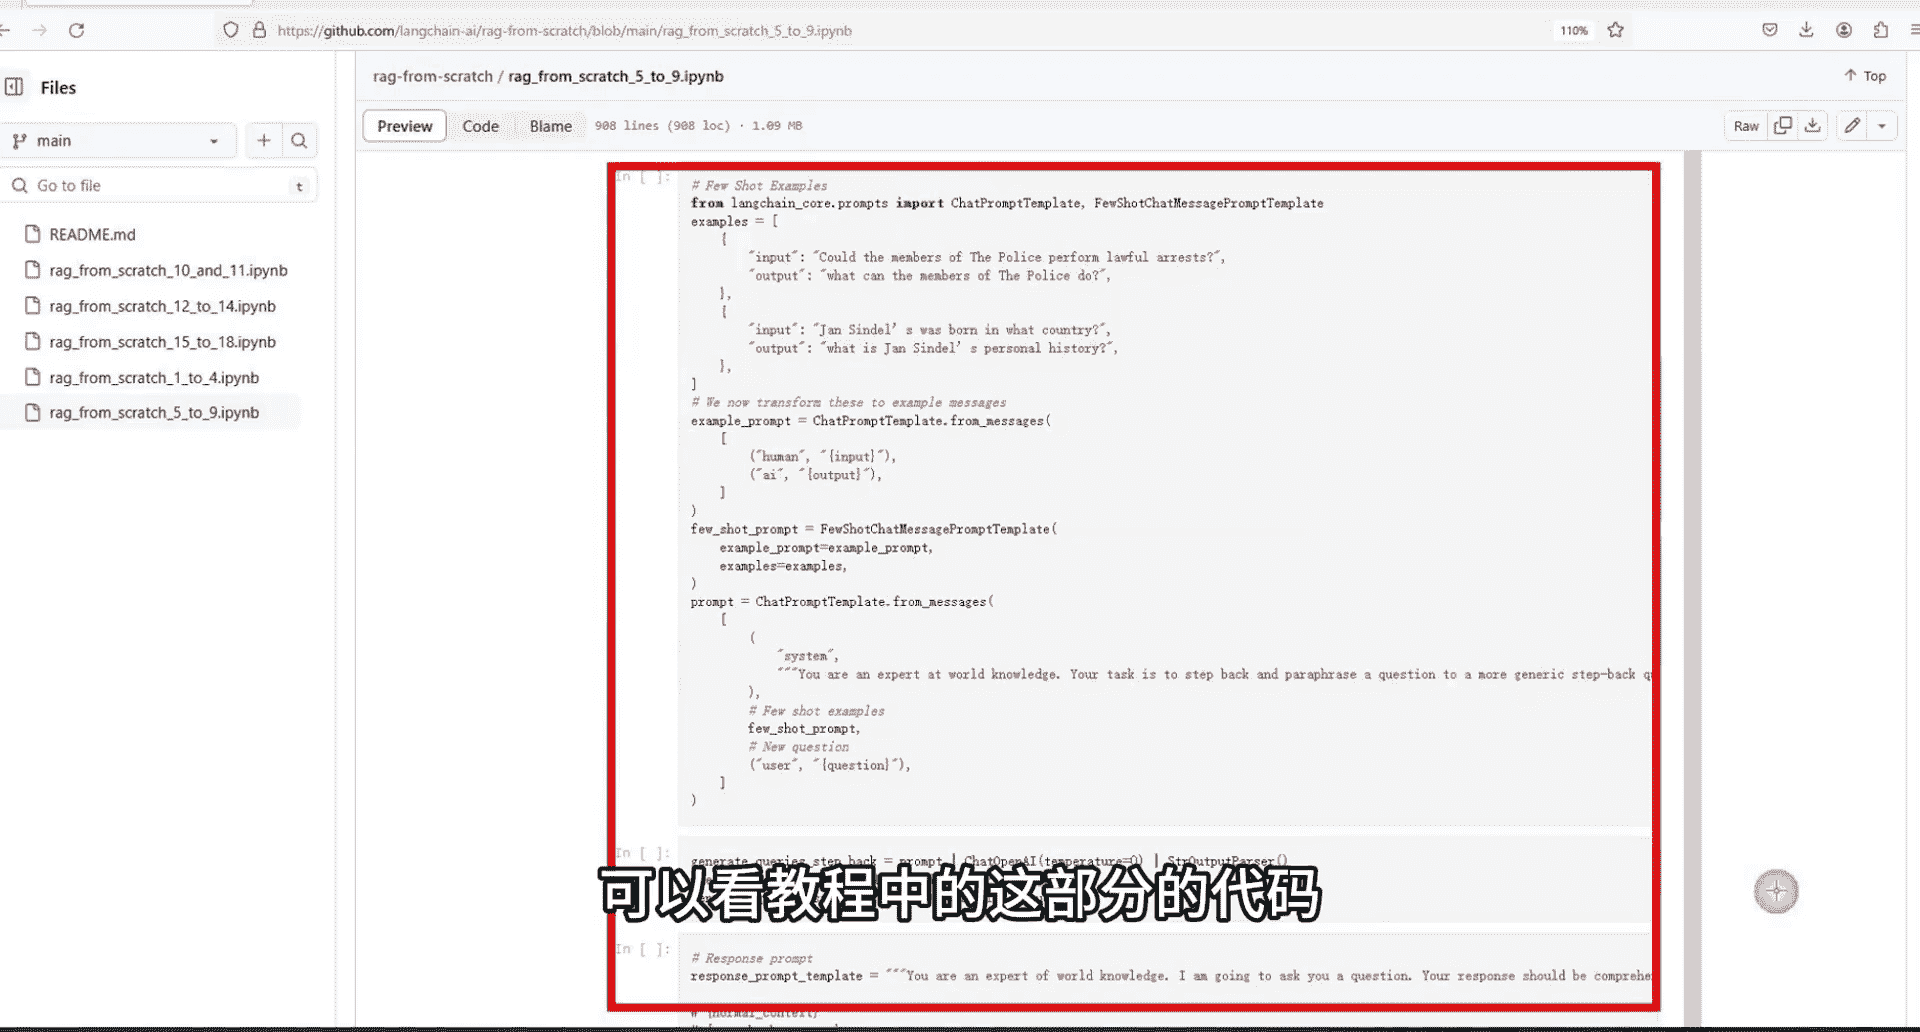 https://github.com/langchain-ai/rag-from-scratch/blob/main/rag_from_scratch_5_to_9.ipynb
110%
Files
main
Go to file
t
README.md
rag_from_scratch_10_and_11.ipynb
rag_from_scratch_12_to_14.ipynb
rag_from_scratch_15_to_18.ipynb
rag_from_scratch_1_to_4.ipynb
rag_from_scratch_5_to_9.ipynb
rag-from-scratch / rag_from_scratch_5_to_9.ipynb
Top
Preview Code Blame 908 lines (908 loc) · 1.09 MB
Raw
In [ ]:
# Few Shot Examples
from langchain_core.prompts import ChatPromptTemplate, FewShotChatMessagePromptTemplate
examples = [
{
"input": "Could the members of The Police perform lawful arrests?",
"output": "what can the members of The Police do?",
},
{
"input": "Jan Sindel’s was born in what country?",
"output": "what is Jan Sindel’s personal history?",
},
]
# We now transform these to example messages
example_prompt = ChatPromptTemplate.from_messages(
[
("human", "{input}"),
("ai", "{output}"),
]
)
few_shot_prompt = FewShotChatMessagePromptTemplate(
example_prompt=example_prompt,
examples=examples,
)
prompt = ChatPromptTemplate.from_messages(
[
(
"system",
"""You are an expert at world knowledge. Your task is to step back and paraphrase a question to a more generic step-back
),
# Few shot examples
few_shot_prompt,
# New question
("user", "{question}"),
]
)
In [ ]:
generate_queries_step_back = prompt | ChatOpenAI(temperature=0) | StrOutputParser()
可以看教程中的这部分的代码
In [ ]:
# Response prompt
response_prompt_template = """You are an expert of world knowledge. I am going to ask you a question. Your response should be
# {normal_context}